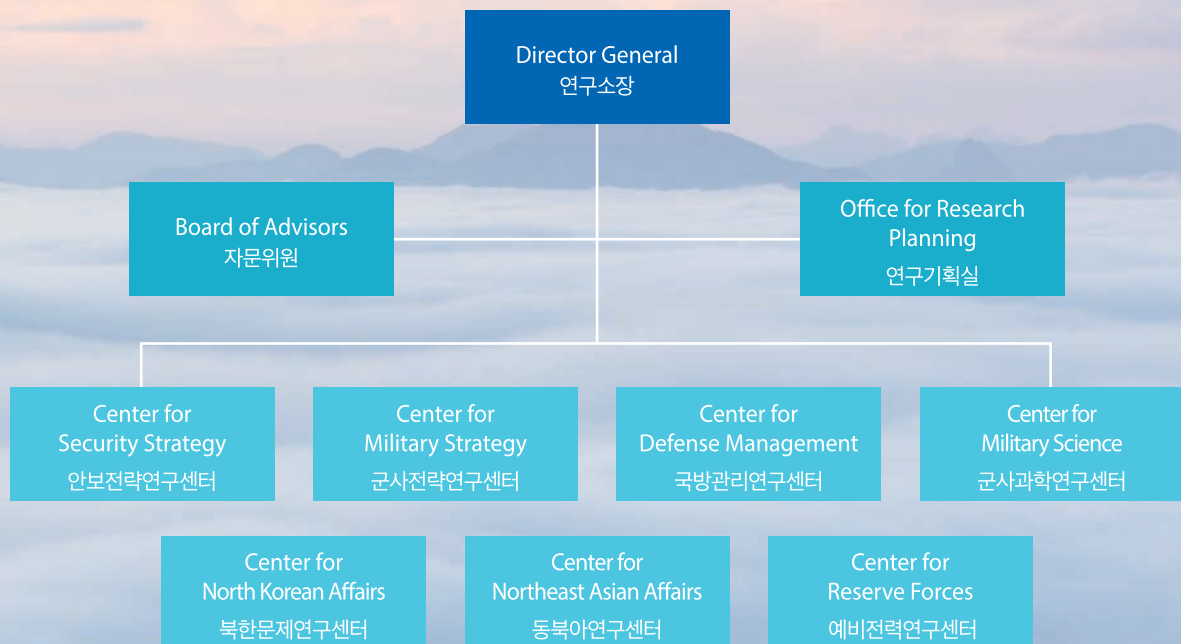 Director General
연구소장
Board of Advisors
자문위원
Office for Research
Planning
연구기획실
Center for
Security Strategy
안보전략연구센터
Center for
Military Strategy
군사전략연구센터
Center for
Defense Management
국방관리연구센터
Center for
Military Science
군사과학연구센터
Center for
North Korean Affairs
북한문제연구센터
Center for
Northeast Asian Affairs
동북아연구센터
Center for
Reserve Forces
예비전력연구센터